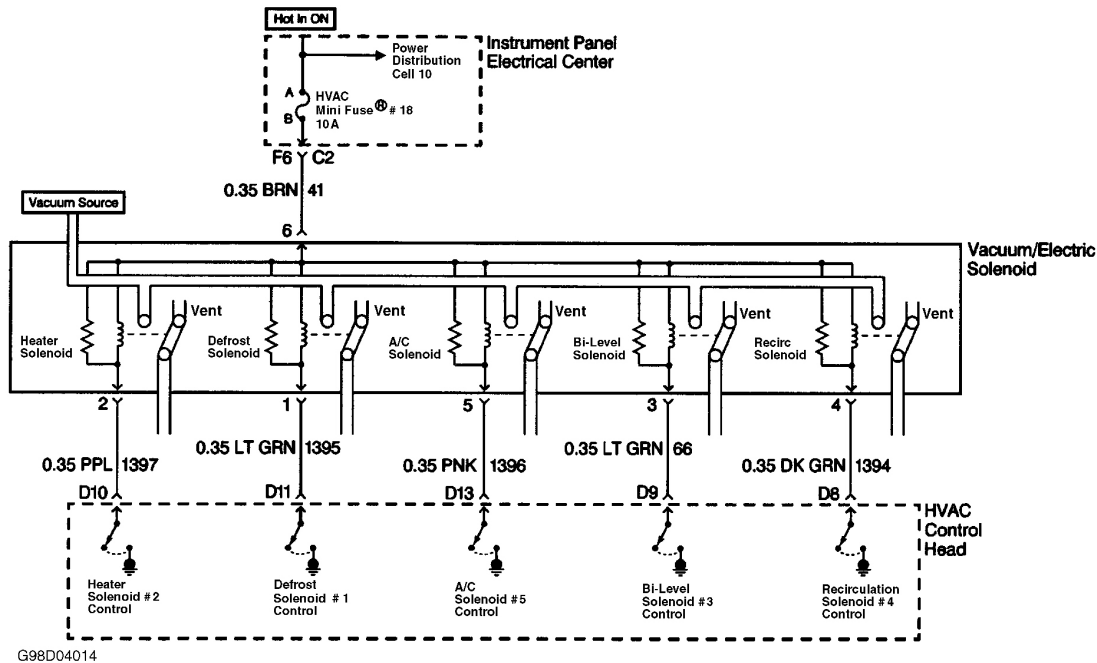 Hot In ON
Power
Distribution
Cell 10
Instrument Panel
Electrical Center
A
HVAC
Mini Fuse ® # 18
B
10A
F6 C2
0.35 BRN 41
Vacuum Source
6
Vacuum/Electric
Solenoid
Vent
Vent
Vent
Vent
Vent
Heater
Solenoid
Defrost
Solenoid
A/C
Solenoid
Bi-Level
Solenoid
Recirc
Solenoid
2
1
5
3
4
0.35 PPL 1397
0.35 LT GRN 1395
0.35 PNK 1396
0.35 LT GRN 66
0.35 DK GRN 1394
D10
D11
D13
D9
D8
HVAC
Control
Head
Heater
Solenoid #2
Control
Defrost
Solenoid #1
Control
A/C
Solenoid #5
Control
Bi-Level
Solenoid #3
Control
Recirculation
Solenoid #4
Control
G98D04014